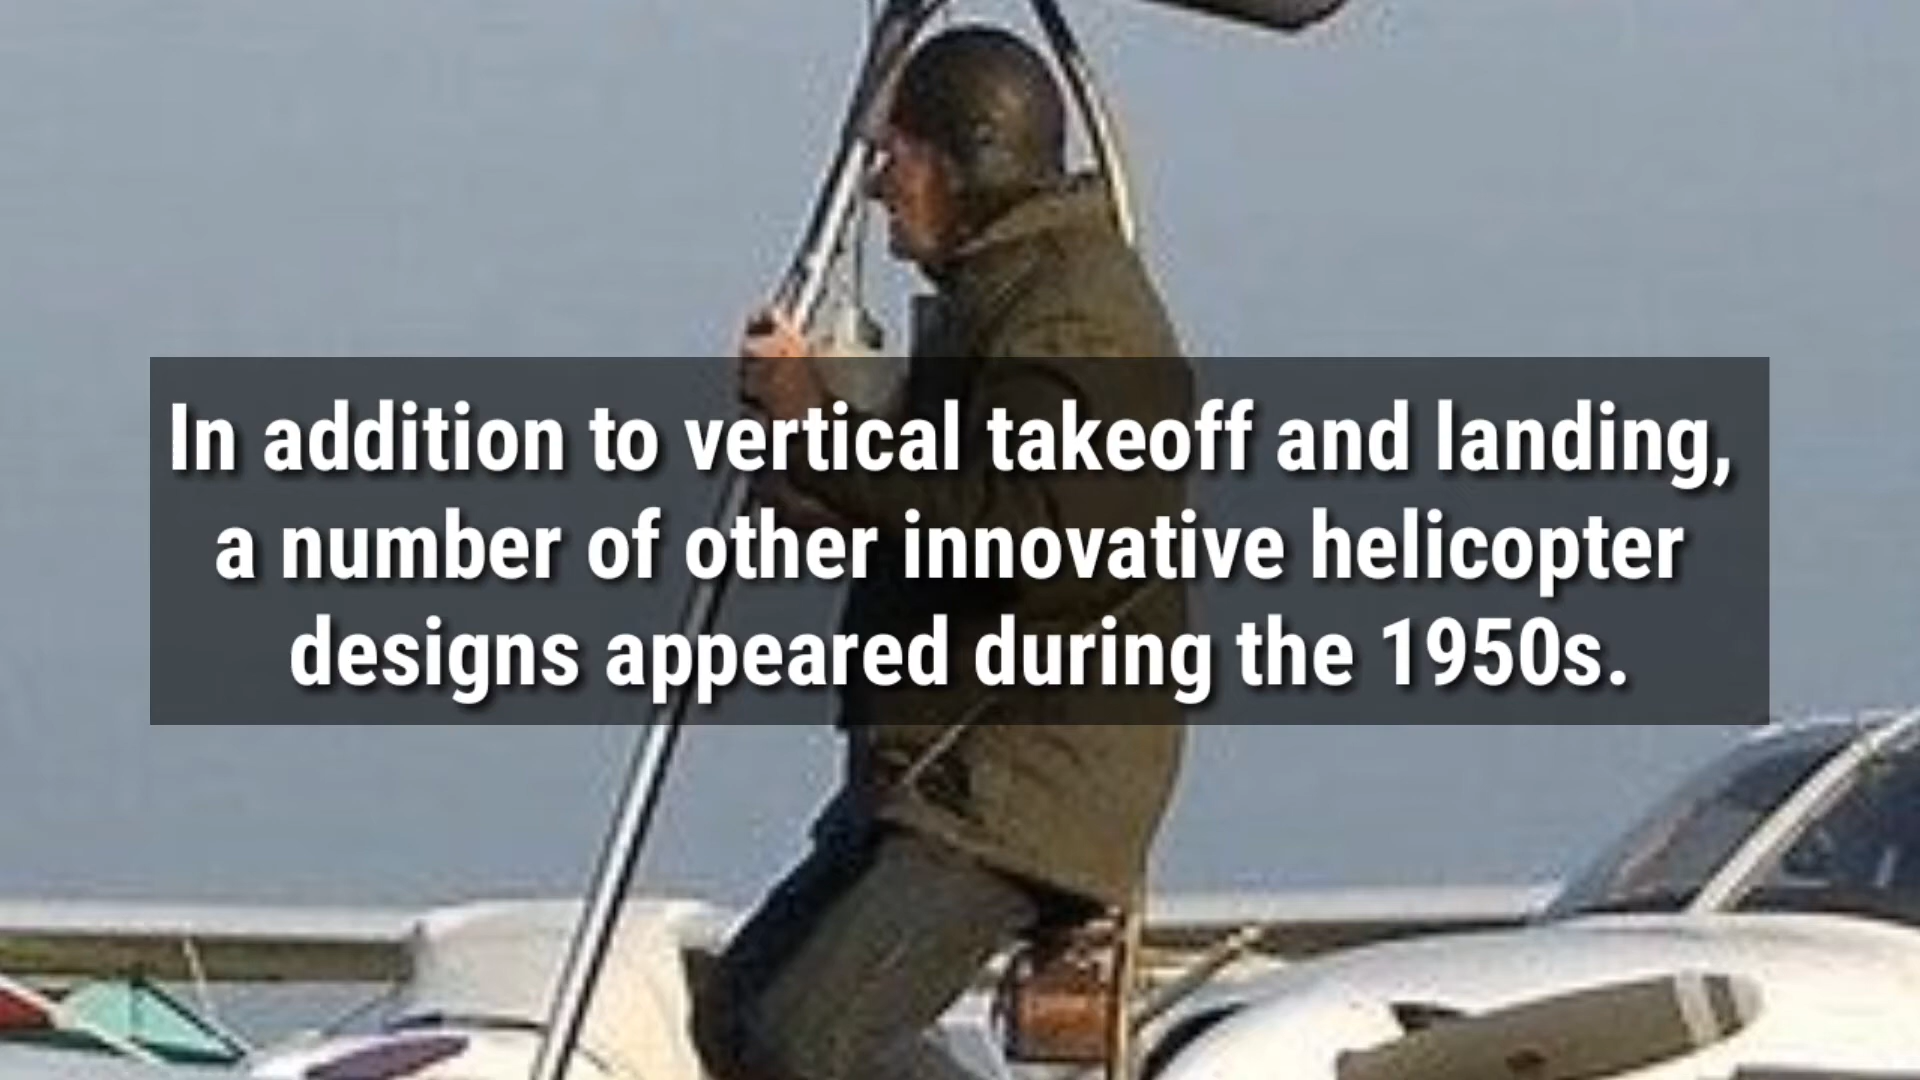 In addition to vertical takeoff and landing,
a number of other innovative helicopter
designs appeared during the 1950s.